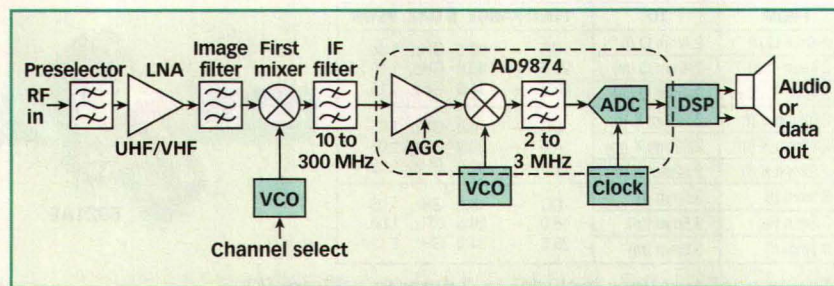 Preselector
RF
in
LNA
UHF/VHF
Image
filter
First
mixer
VCO
Channel select
IF
filter
10 to
300 MHz
AD9874
AGC
VCO
2 to
3 MHz
ADC
Clock
DSP
Audio
or
data
out